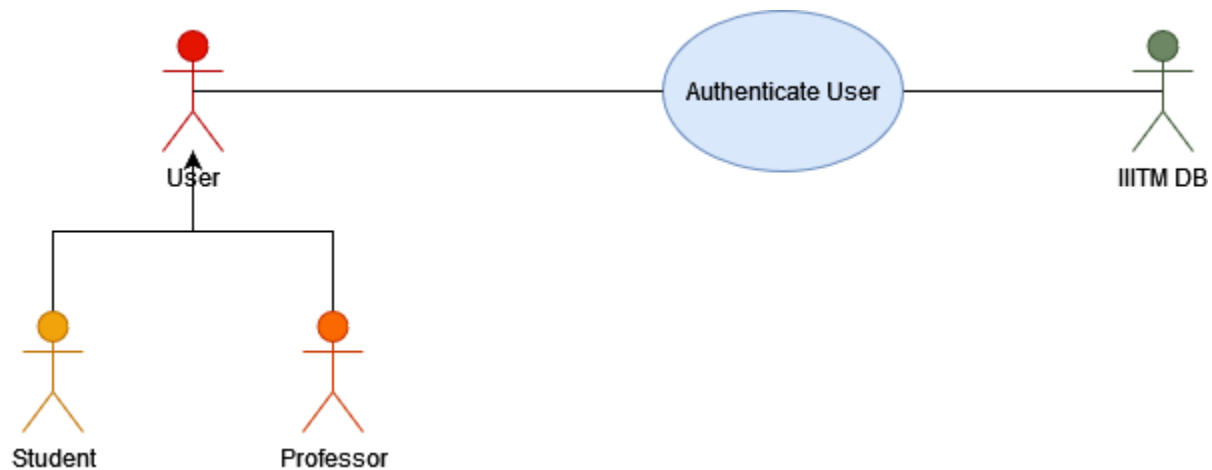 Authenticate User
User
IIITM DB
Student
Professor